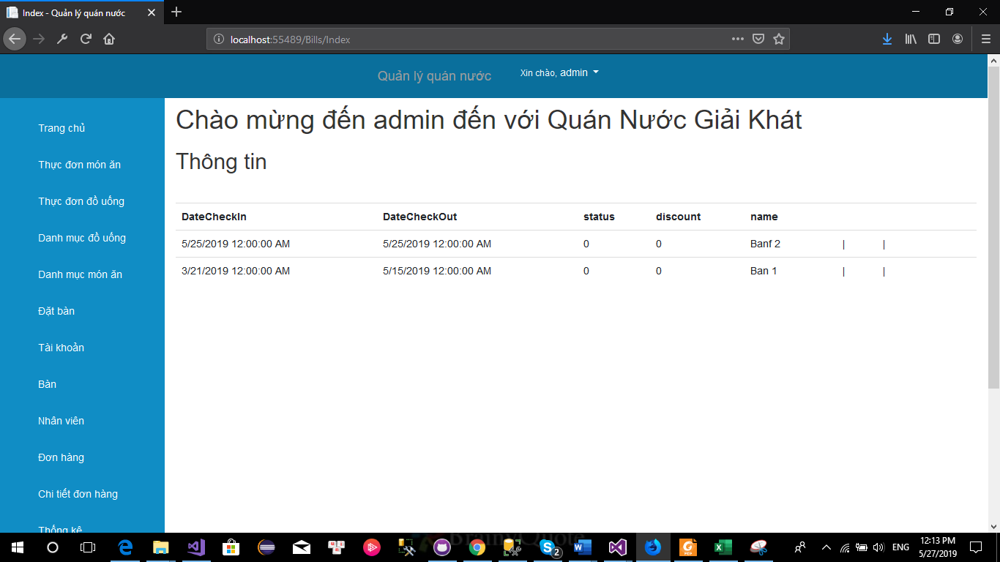 Index - Quản lý quán nước
localhost:55489/Bills/Index
Quản lý quán nước
Xin chào, admin
Trang chủ
Thực đơn món ăn
Thực đơn đồ uống
Danh mục đồ uống
Danh mục món ăn
Đặt bàn
Tài khoản
Bàn
Nhân viên
Đơn hàng
Chi tiết đơn hàng
Thống kê
Chào mừng đến admin đến với Quán Nước Giải Khát
Thông tin
DateCheckIn DateCheckOut status discount name
5/25/2019 12:00:00 AM 5/25/2019 12:00:00 AM 0 0 Banf 2 | |
3/21/2019 12:00:00 AM 5/15/2019 12:00:00 AM 0 0 Ban 1 | |
BrainyQuote
2
ENG
12:13 PM
5/27/2019